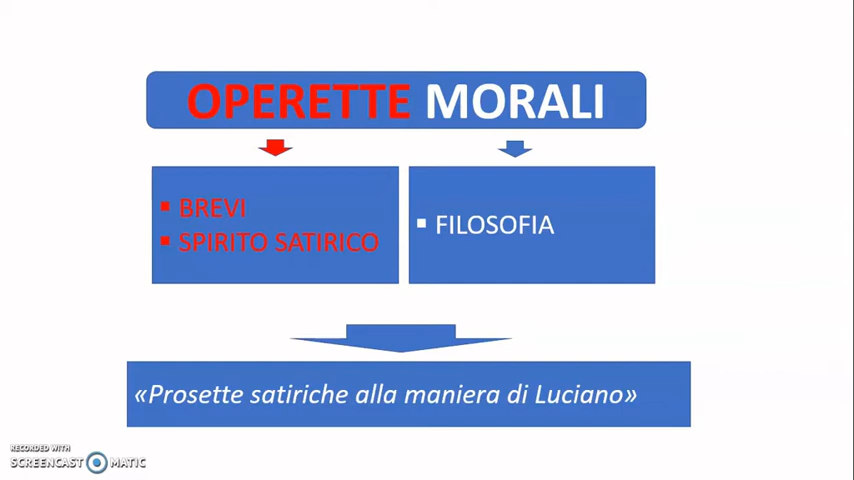 OPERETTE MORALI
▪ BREVI
▪ SPIRITO SATIRICO
▪ FILOSOFIA
«Prosette satiriche alla maniera di Luciano»
RECORDED WITH
SCREENCAST MATIC